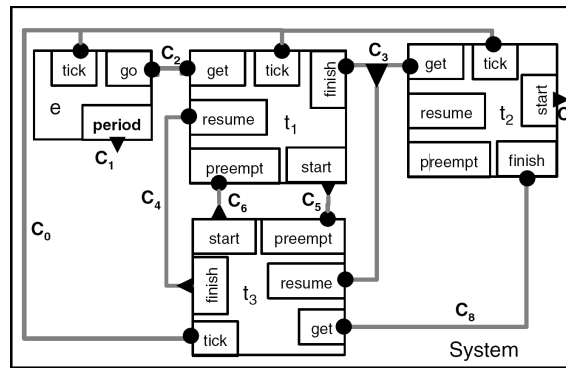 tick go
C2
get tick finish
C3
get tick
e
period
C1
resume t1
resume t2 start
C
preempt start
preempt finish
C4
C6
C5
C0
start preempt
finish t3 resume
tick get
C8
System